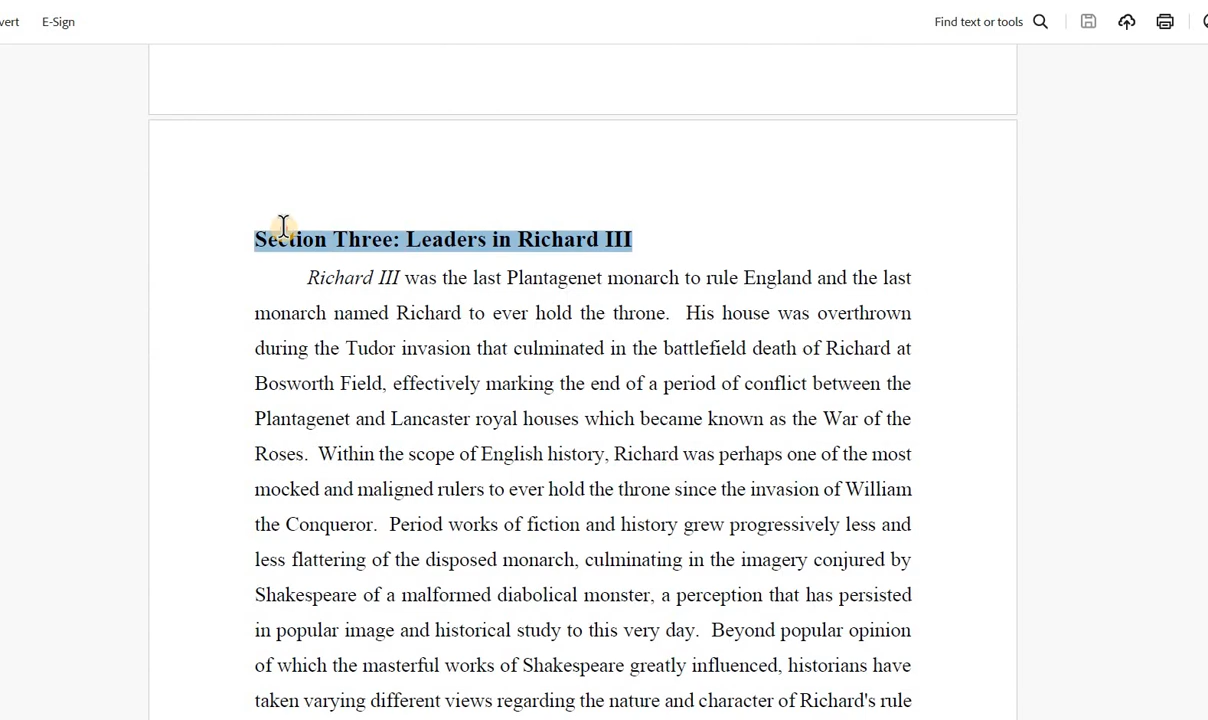 vert E-Sign Find text or tools
Section Three: Leaders in Richard III
Richard III was the last Plantagenet monarch to rule England and the last
monarch named Richard to ever hold the throne. His house was overthrown
during the Tudor invasion that culminated in the battlefield death of Richard at
Bosworth Field, effectively marking the end of a period of conflict between the
Plantagenet and Lancaster royal houses which became known as the War of the
Roses. Within the scope of English history, Richard was perhaps one of the most
mocked and maligned rulers to ever hold the throne since the invasion of William
the Conqueror. Period works of fiction and history grew progressively less and
less flattering of the disposed monarch, culminating in the imagery conjured by
Shakespeare of a malformed diabolical monster, a perception that has persisted
in popular image and historical study to this very day. Beyond popular opinion
of which the masterful works of Shakespeare greatly influenced, historians have
taken varying different views regarding the nature and character of Richard's rule